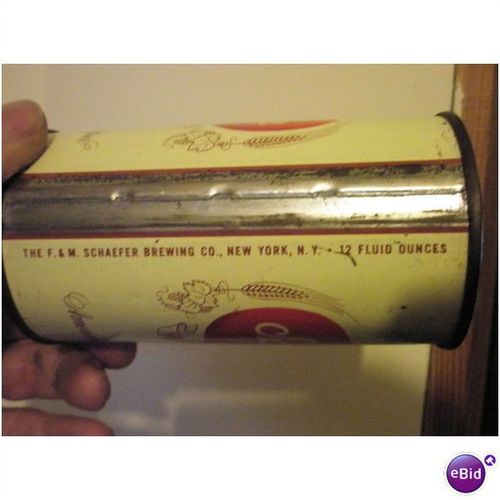 THE F. & M. SCHAEFER BREWING CO., NEW YORK, N.Y. • 12 FLUID OUNCES
eBid